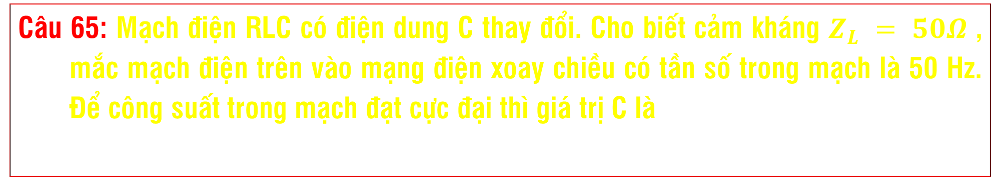 Câu 65: Mạch điện RLC có điện dung C thay đổi. Cho biết cảm kháng Z_L = 50Ω ,
mắc mạch điện trên vào mạng điện xoay chiều có tần số trong mạch là 50 Hz.
Để công suất trong mạch đạt cực đại thì giá trị C là